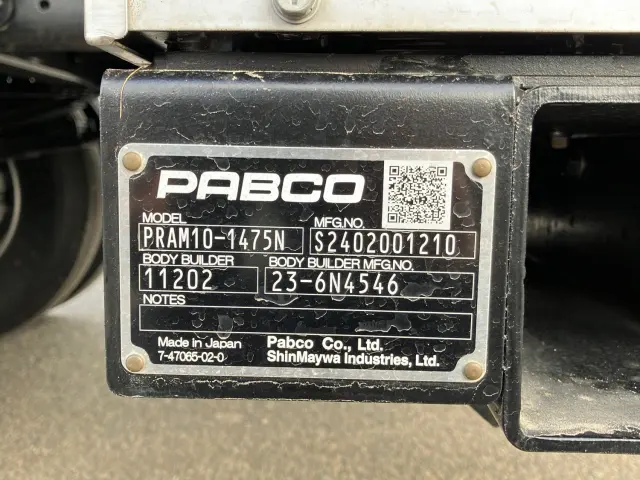 PABCO
MODEL MFG.NO.
PRAM10-1475N S2402001210
BODY BUILDER BODY BUILDER MFG.NO.
11202 23-6N4546
NOTES
Made in Japan Pabco Co., Ltd.
7-47065-02-0 ShinMaywa Industries, Ltd.